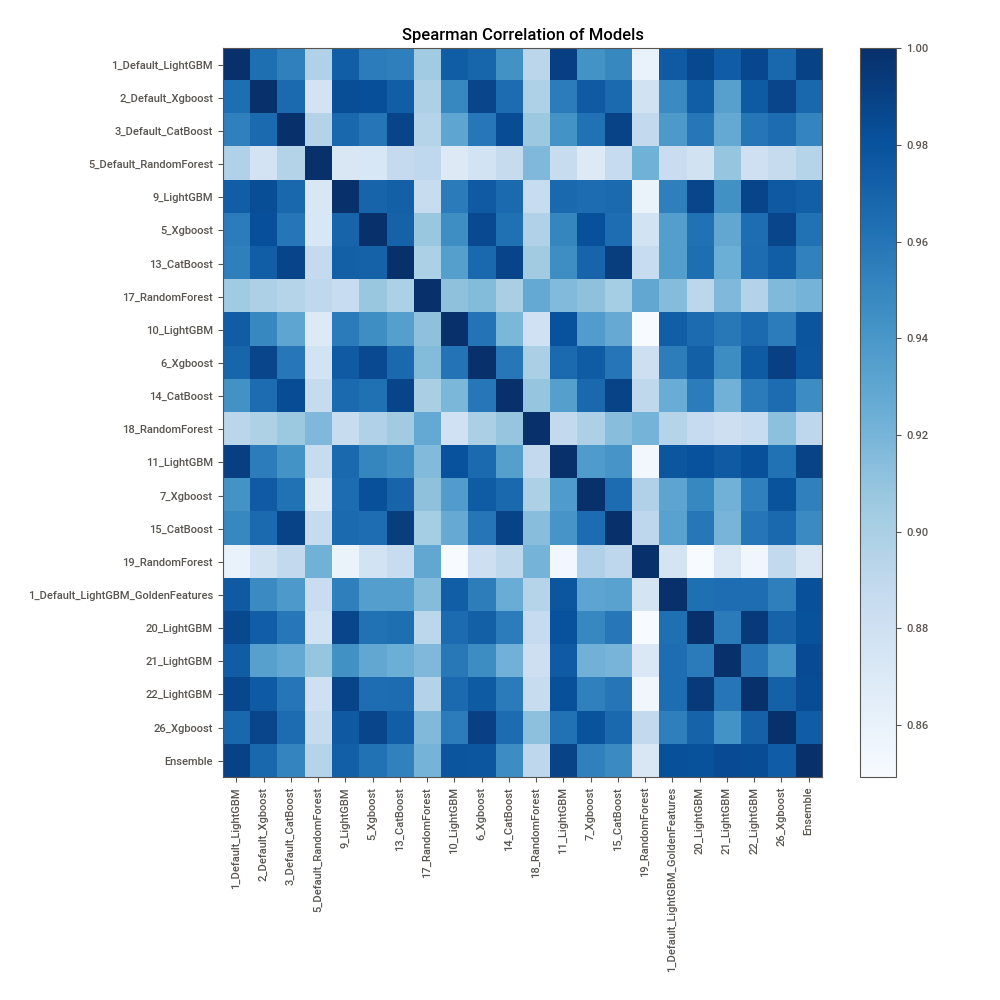 Spearman Correlation of Models
1_Default_LightGBM
2_Default_Xgboost
3_Default_CatBoost
5_Default_RandomForest
9_LightGBM
5_Xgboost
13_CatBoost
17_RandomForest
10_LightGBM
6_Xgboost
14_CatBoost
18_RandomForest
11_LightGBM
7_Xgboost
15_CatBoost
19_RandomForest
1_Default_LightGBM_GoldenFeatures
20_LightGBM
21_LightGBM
22_LightGBM
26_Xgboost
Ensemble
1_Default_LightGBM
2_Default_Xgboost
3_Default_CatBoost
5_Default_RandomForest
9_LightGBM
5_Xgboost
13_CatBoost
17_RandomForest
10_LightGBM
6_Xgboost
14_CatBoost
18_RandomForest
11_LightGBM
7_Xgboost
15_CatBoost
19_RandomForest
1_Default_LightGBM_GoldenFeatures
20_LightGBM
21_LightGBM
22_LightGBM
26_Xgboost
Ensemble
1.00
0.98
0.96
0.94
0.92
0.90
0.88
0.86